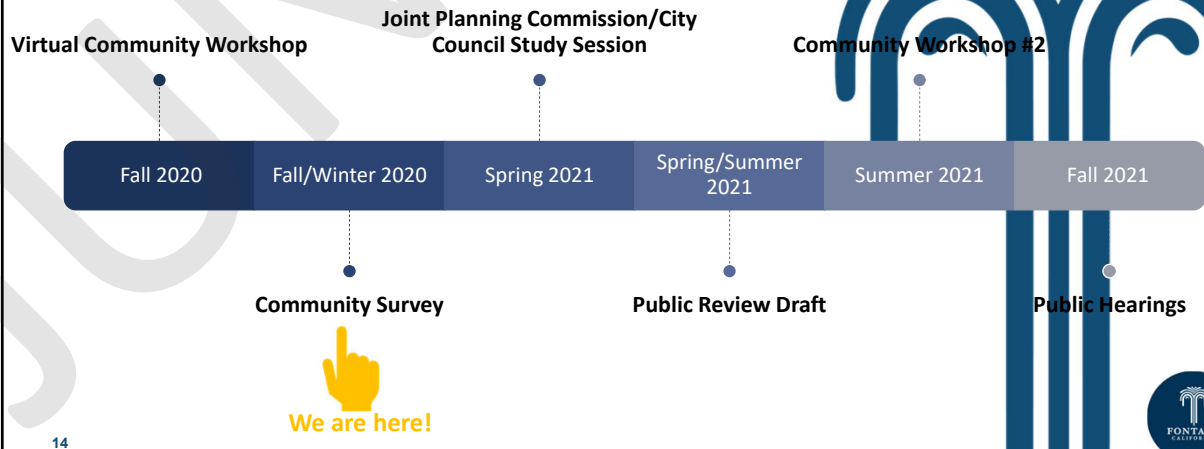 Joint Planning Commission/City
Council Study Session
Virtual Community Workshop
Community Workshop #2
Fall 2020
Fall/Winter 2020
Spring 2021
Spring/Summer
2021
Summer 2021
Fall 2021
Community Survey
Public Review Draft
Public Hearings
We are here!
14